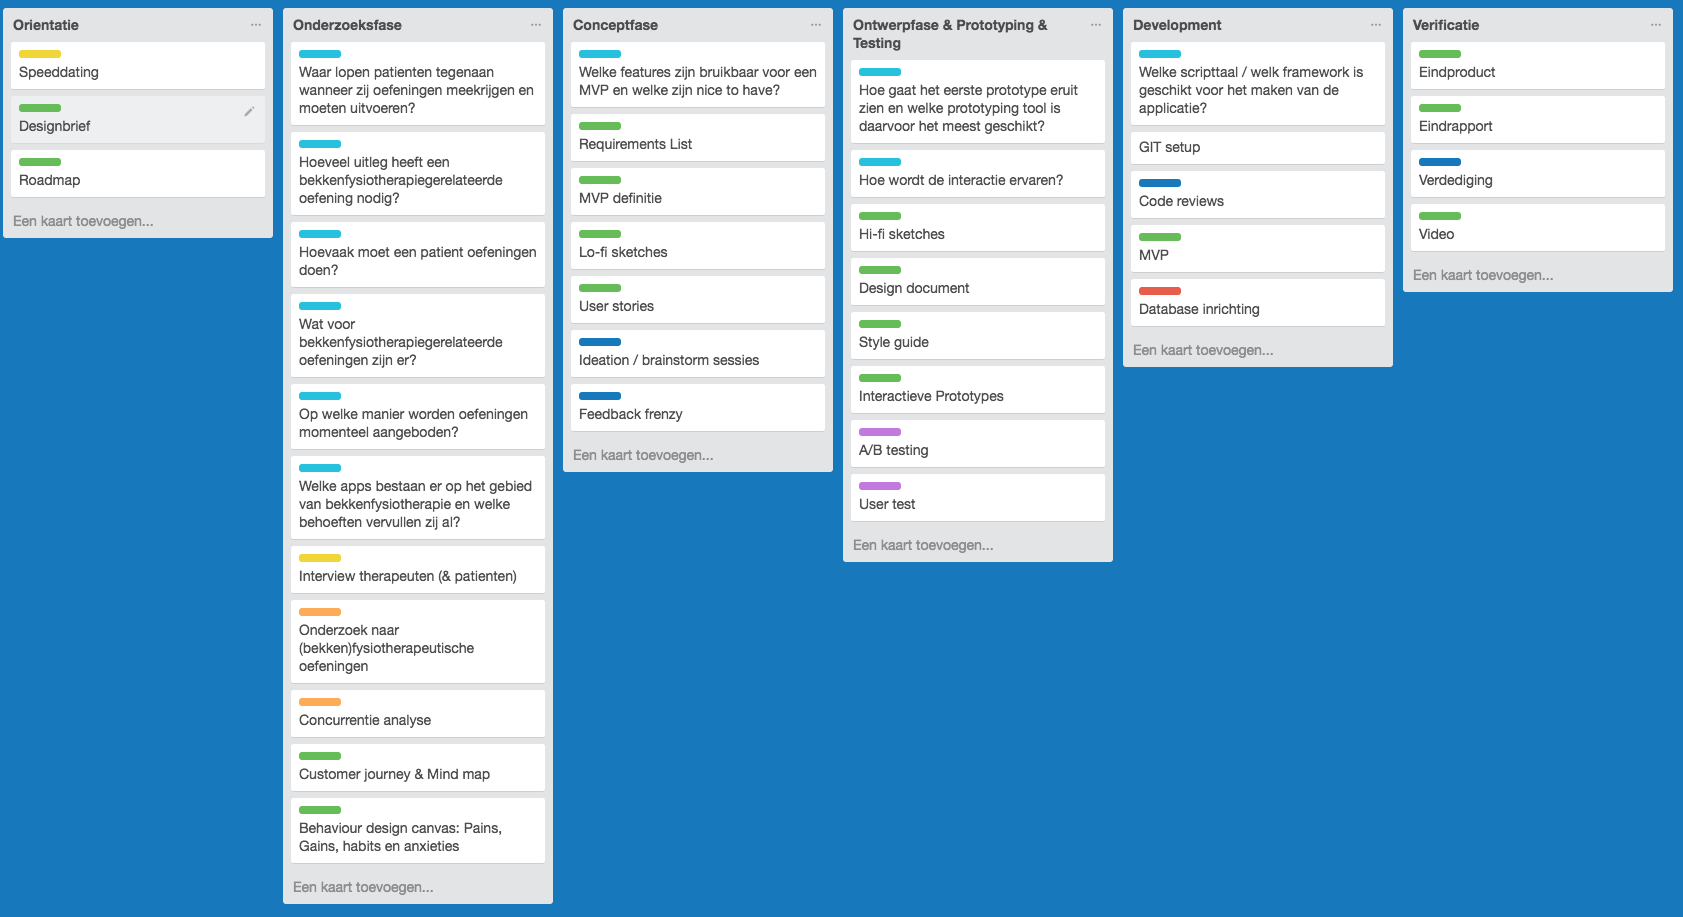 Orientatie
Speeddating
Designbrief
Roadmap
Een kaart toevoegen...
Onderzoeksfase
Waar lopen patienten tegenaan
wanneer zij oefeningen meekrijgen en
moeten uitvoeren?
Hoeveel uitleg heeft een
bekkenfysiotherapiegerelateerde
oefening nodig?
Hoevaak moet een patient oefeningen
doen?
Wat voor
bekkenfysiotherapiegerelateerde
oefeningen zijn er?
Op welke manier worden oefeningen
momenteel aangeboden?
Welke apps bestaan er op het gebied
van bekkenfysiotherapie en welke
behoeften vervullen zij al?
Interview therapeuten (& patienten)
Onderzoek naar
(bekken)fysiotherapeutische
oefeningen
Concurrentie analyse
Customer journey & Mind map
Behaviour design canvas: Pains,
Gains, habits en anxieties
Een kaart toevoegen...
Conceptfase
Welke features zijn bruikbaar voor een
MVP en welke zijn nice to have?
Requirements List
MVP definitie
Lo-fi sketches
User stories
Ideation / brainstorm sessies
Feedback frenzy
Een kaart toevoegen...
Ontwerpfase & Prototyping &
Testing
Hoe gaat het eerste prototype eruit
zien en welke prototyping tool is
daarvoor het meest geschikt?
Hoe wordt de interactie ervaren?
Hi-fi sketches
Design document
Style guide
Interactieve Prototypes
A/B testing
User test
Een kaart toevoegen...
Development
Welke scripttaal / welk framework is
geschikt voor het maken van de
applicatie?
GIT setup
Code reviews
MVP
Database inrichting
Een kaart toevoegen...
Verificatie
Eindproduct
Eindrapport
Verdediging
Video
Een kaart toevoegen...